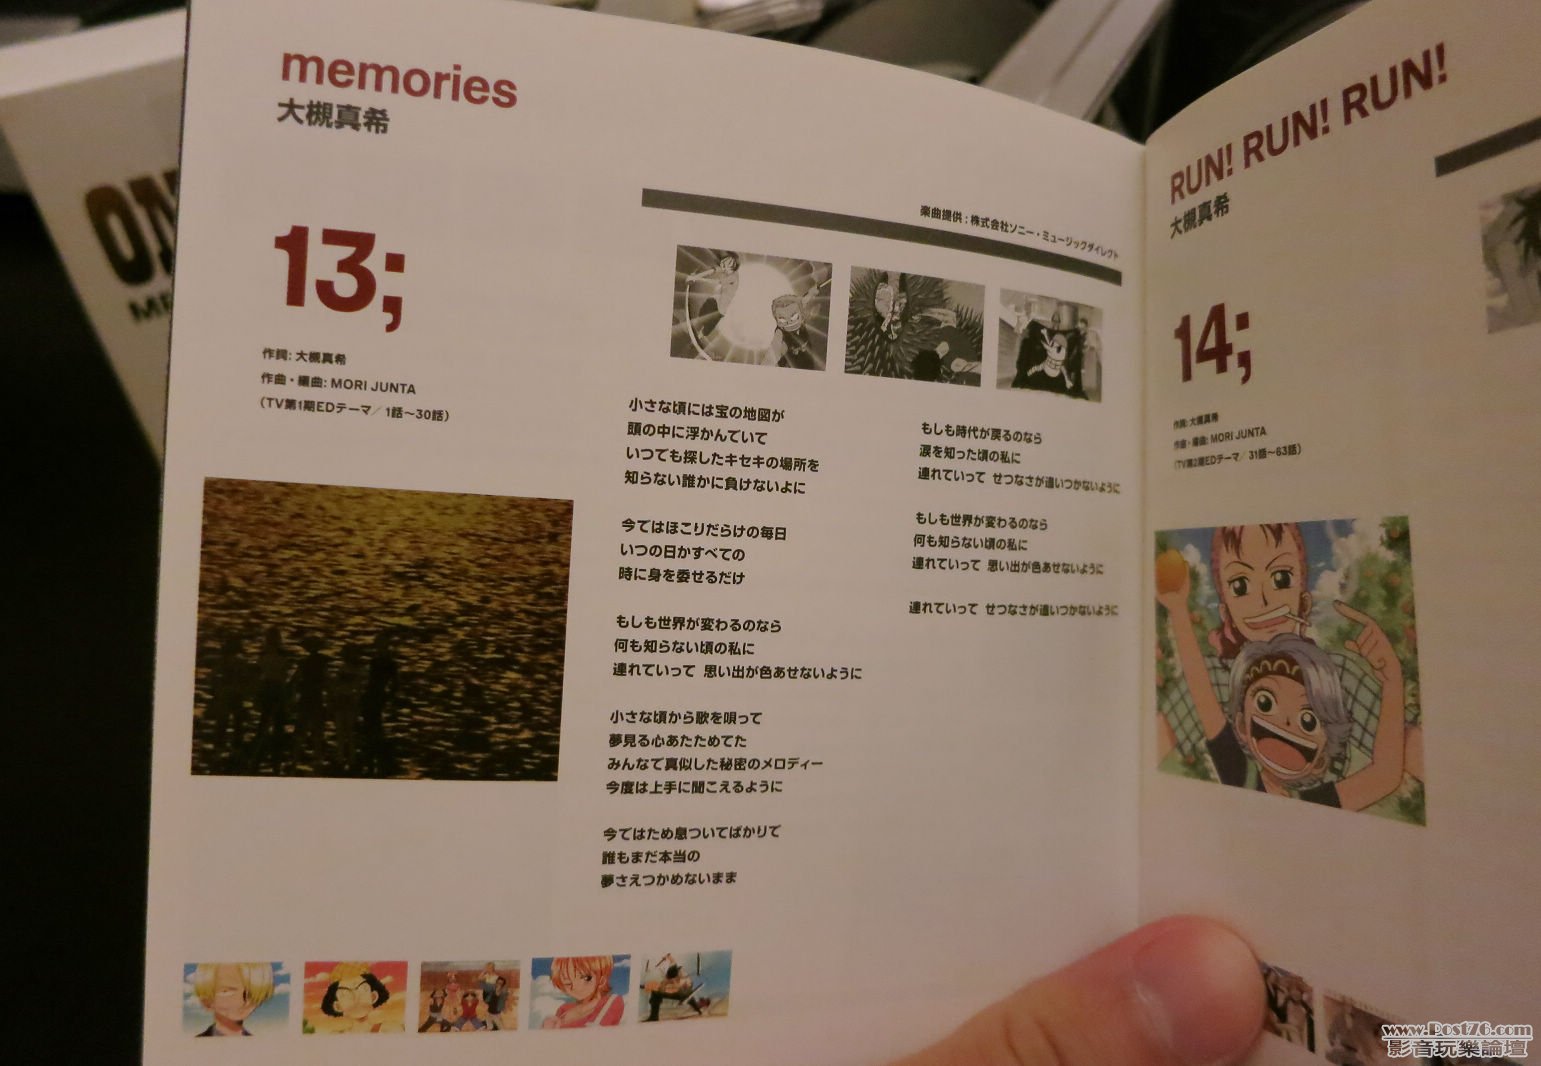 memories
大槻真希
13;
作詞: 大槻真希
作曲・編曲: MORI JUNTA
(TV第1期EDテーマ/1話〜30話)
楽曲提供 : 株式会社ソニー・ミュージックダイレクト
小さな頃には宝の地図が
頭の中に浮かんでいて
いつでも探したキセキの場所を
知らない誰かに負けないよに
今ではほこりだらけの毎日
いつの日かすべての
時に身を委せるだけ
もしも世界が変わるのなら
何も知らない頃の私に
連れていって 思い出が色あせないように
小さな頃から歌を唄って
夢見る心あたためてた
みんなで真似した秘密のメロディー
今度は上手に聞こえるように
今ではため息ついてばかりで
誰もまだ本当の
夢さえつかめないまま
もしも時代が戻るのなら
涙を知った頃の私に
連れていって せつなさが追いつかないように
もしも世界が変わるのなら
何も知らない頃の私に
連れていって 思い出が色あせないように
連れていって せつなさが追いつかないように
RUN! RUN! RUN!
大槻真希
14;
作詞: 大槻真希
作曲・編曲: MORI JUNTA
(TV第2期EDテーマ/31話〜63話)
www.Post76.com
影音玩樂論壇